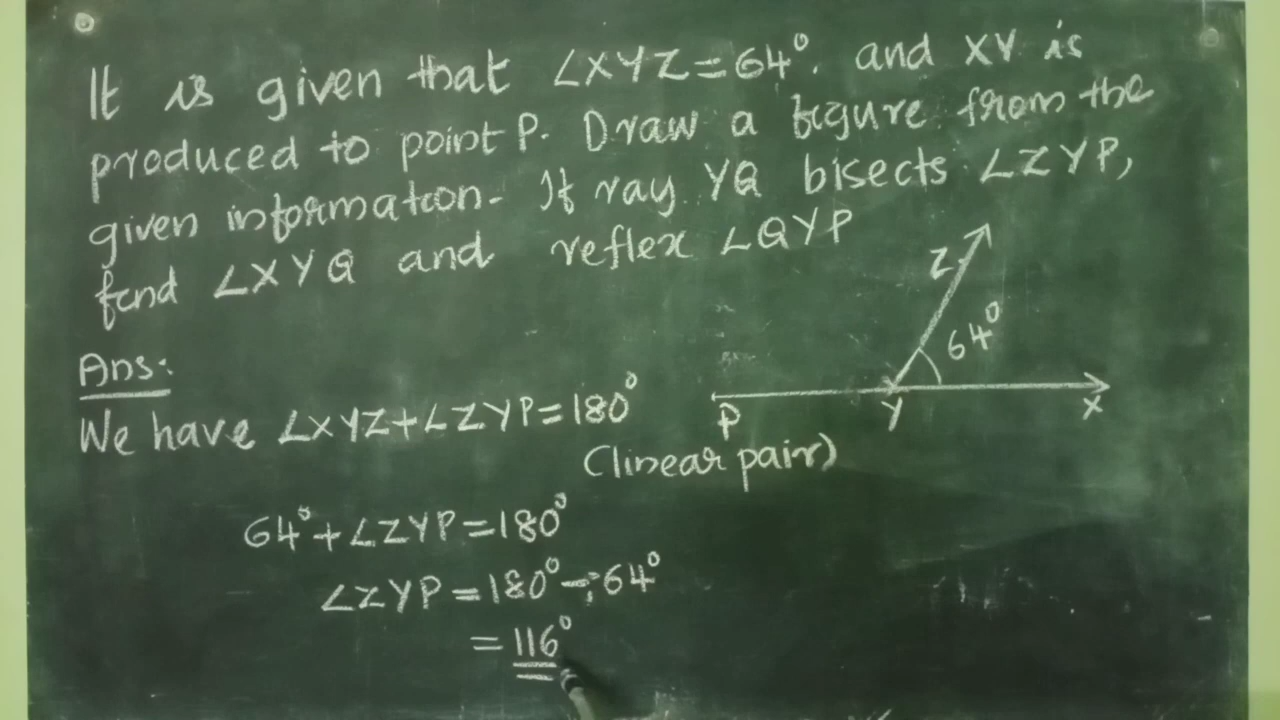 It is given that ∠XYZ=64°. and XY is
produced to point P. Draw a figure from the
given information. If ray YQ bisects ∠ZYP,
find ∠XYQ and reflex ∠QYP
Ans:
We have ∠XYZ+∠ZYP=180°
(linear pair)
64°+∠ZYP=180°
∠ZYP=180°-64°
=116°
Z
64°
P
Y
X